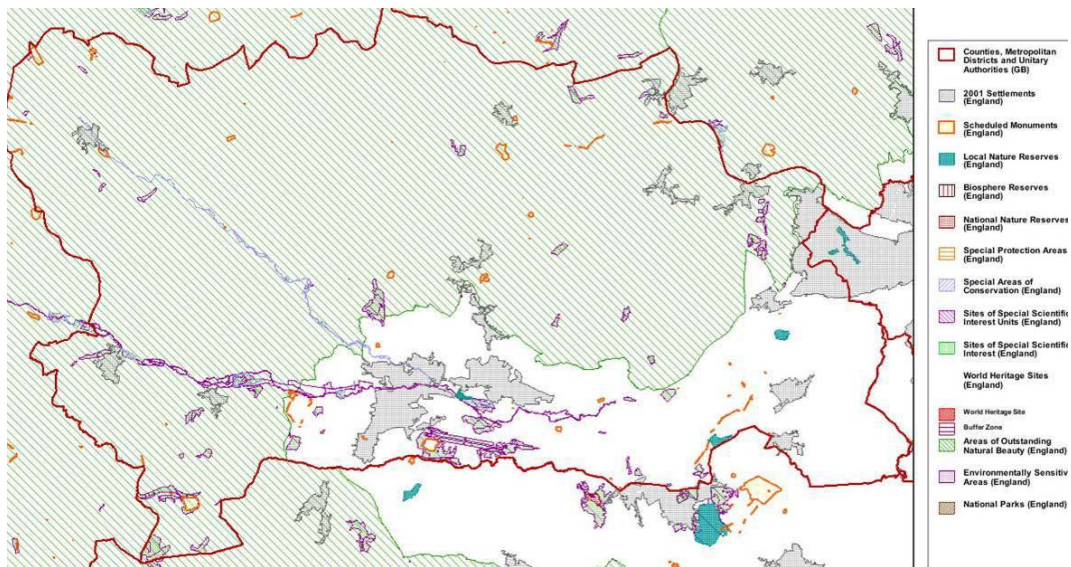 Counties, Metropolitan
Districts and Unitary
Authorities (GB)
2001 Settlements
(England)
Scheduled Monuments
(England)
Local Nature Reserves
(England)
Biosphere Reserves
(England)
National Nature Reserves
(England)
Special Protection Areas
(England)
Special Areas of
Conservation (England)
Sites of Special Scientific
Interest Units (England)
Sites of Special Scientific
Interest (England)
World Heritage Sites
(England)
World Heritage Site
Buffer Zone
Areas of Outstanding
Natural Beauty (England)
Environmentally Sensitiv
Areas (England)
National Parks (England)